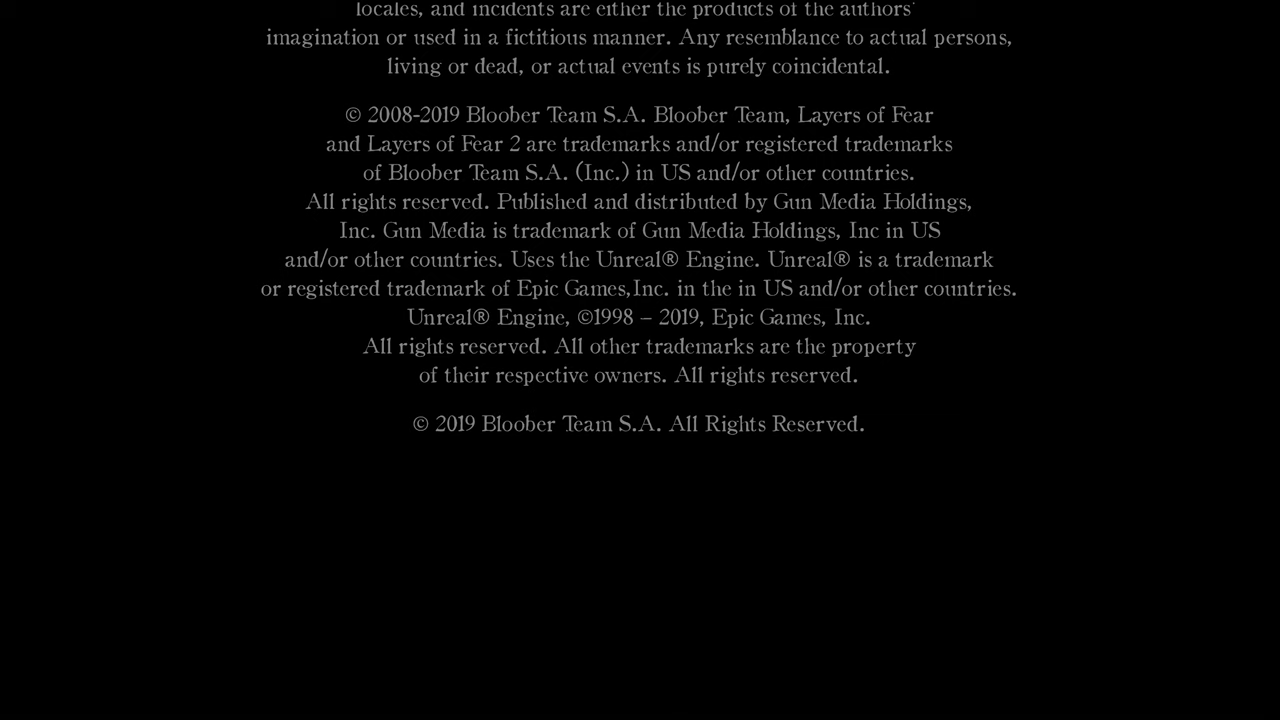 locales, and incidents are either the products of the authors'
imagination or used in a fictitious manner. Any resemblance to actual persons,
living or dead, or actual events is purely coincidental.
© 2008-2019 Bloober Team S.A. Bloober Team, Layers of Fear
and Layers of Fear 2 are trademarks and/or registered trademarks
of Bloober Team S.A. (Inc.) in US and/or other countries.
All rights reserved. Published and distributed by Gun Media Holdings,
Inc. Gun Media is trademark of Gun Media Holdings, Inc in US
and/or other countries. Uses the Unreal® Engine. Unreal® is a trademark
or registered trademark of Epic Games,Inc. in the in US and/or other countries.
Unreal® Engine, ©1998 – 2019, Epic Games, Inc.
All rights reserved. All other trademarks are the property
of their respective owners. All rights reserved.
© 2019 Bloober Team S.A. All Rights Reserved.